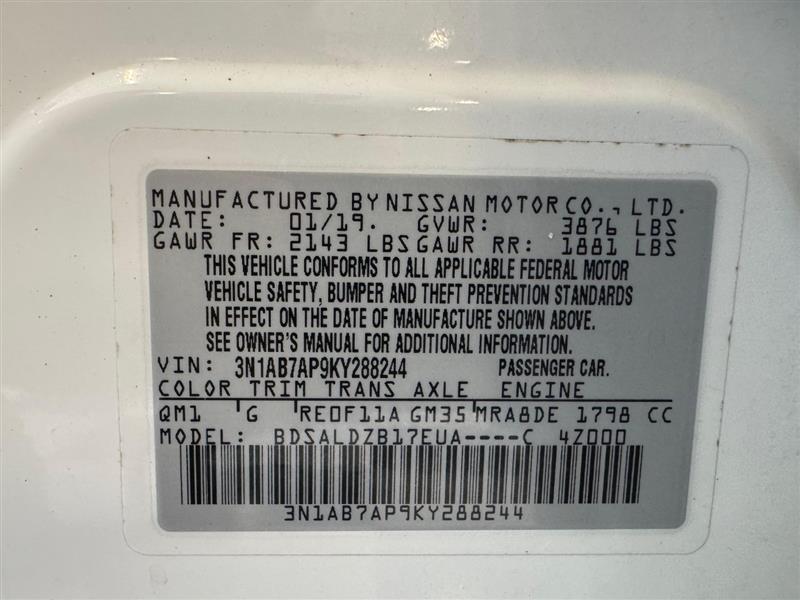 MANUFACTURED BY NISSAN MOTOR CO., LTD.
DATE: 01/19. GVWR: 3876 LBS
GAWR FR: 2143 LBS GAWR RR: 1881 LBS
THIS VEHICLE CONFORMS TO ALL APPLICABLE FEDERAL MOTOR
VEHICLE SAFETY, BUMPER AND THEFT PREVENTION STANDARDS
IN EFFECT ON THE DATE OF MANUFACTURE SHOWN ABOVE.
SEE OWNER'S MANUAL FOR ADDITIONAL INFORMATION.
VIN: 3N1AB7AP9KY288244 PASSENGER CAR.
COLOR TRIM TRANS AXLE ENGINE
QM1 G RE0F11A GM35 MRA8DE 1798 CC
MODEL: BDSALDZB17EUA----C 4Z000
3N1AB7AP9KY288244